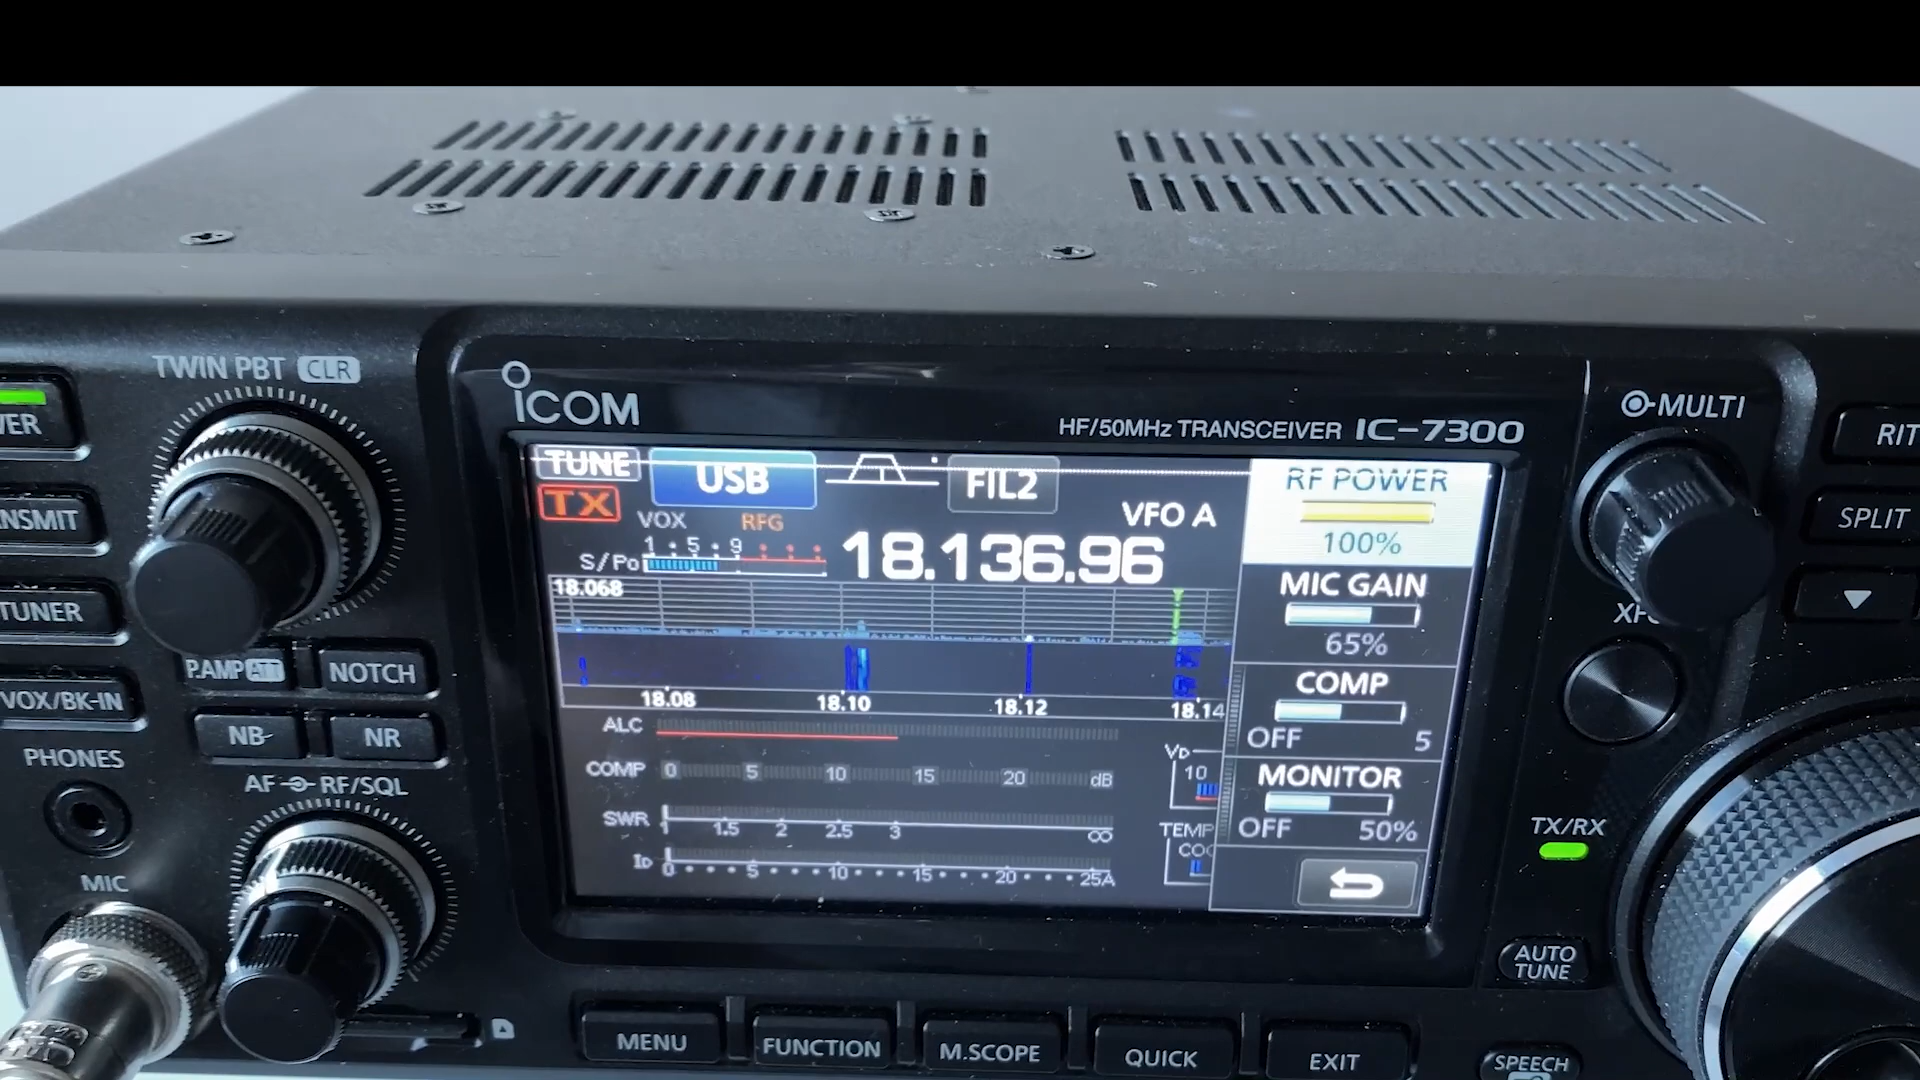 TWIN PBT CLR
ICOM
HF/50MHz TRANSCEIVER IC-7300
MULTI
RIT
SPLIT
TUNER
VOX/BK-IN
P.AMP ATT
NOTCH
NB
NR
PHONES
AF RF/SQL
MIC
TUNE
USB
FIL2
TX
VOX
RFG
VFO A
S/Po
1 5 9
18.136.96
18.068
18.08 18.10 18.12 18.14
ALC
COMP 0 5 10 15 20 dB
SWR 1 1.5 2 2.5 3 ∞
ID 0 5 10 15 20 25A
VD
10
TEMP
RF POWER
100%
MIC GAIN
65%
COMP
OFF 5
MONITOR
OFF 50%
TX/RX
AUTO
TUNE
MENU
FUNCTION
M.SCOPE
QUICK
EXIT
SPEECH